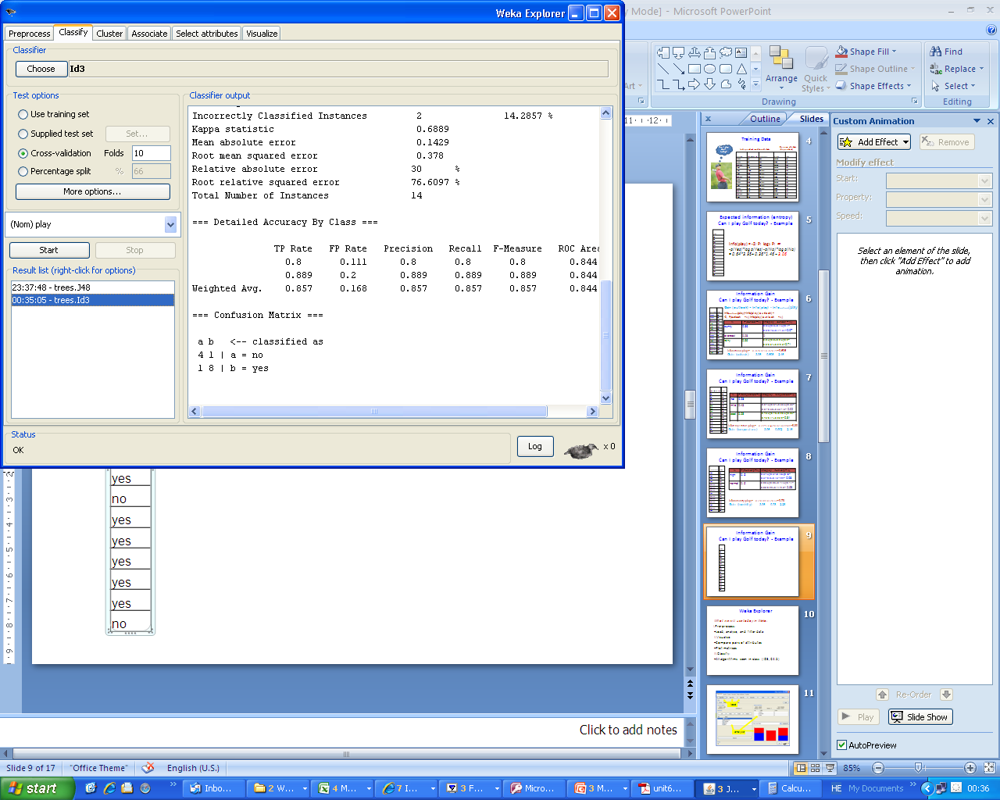 Weka Explorer
Preprocess Classify Cluster Associate Select attributes Visualize
Classifier
Choose Id3
Test options
Use training set
Supplied test set Set...
Cross-validation Folds 10
Percentage split % 66
More options...
(Nom) play
Start Stop
Result list (right-click for options)
23:37:48 - trees.J48
00:35:05 - trees.Id3
Classifier output
Incorrectly Classified Instances 2 14.2857 %
Kappa statistic 0.6889
Mean absolute error 0.1429
Root mean squared error 0.378
Relative absolute error 30 %
Root relative squared error 76.6097 %
Total Number of Instances 14
=== Detailed Accuracy By Class ===
TP Rate FP Rate Precision Recall F-Measure ROC Area
0.8 0.111 0.8 0.8 0.8 0.844
0.889 0.2 0.889 0.889 0.889 0.844
Weighted Avg. 0.857 0.168 0.857 0.857 0.857 0.844
=== Confusion Matrix ===
a b <-- classified as
4 1 | a = no
1 8 | b = yes
Status
OK
Log x 0
y Mode] - Microsoft PowerPoint
Art
Arrange
Quick Styles
Shape Fill
Shape Outline
Shape Effects
Drawing
Find
Replace
Select
Editing
11 12
yes
no
yes
yes
yes
yes
yes
no
Outline Slides
4
Training Data
5
Expected information (entropy)
Can I play Golf today? - Example
6
Information Gain
Can I play Golf today? - Example
7
Information Gain
Can I play Golf today? - Example
8
Information Gain
Can I play Golf today? - Example
9
Information Gain
Can I play Golf today? - Example
10
Weka Explorer
11
Custom Animation
Add Effect Remove
Modify effect
Start:
Property:
Speed:
Select an element of the slide,
then click "Add Effect" to add
animation.
Re-Order
Play Slide Show
AutoPreview
Click to add notes
Slide 9 of 17 "Office Theme" English (U.S.) 85%
start Inbo... 2 W... 4 M... 7 I... 3 F... Micro... 3 M... unit6... 3 J... Calcu... HE My Documents 00:36